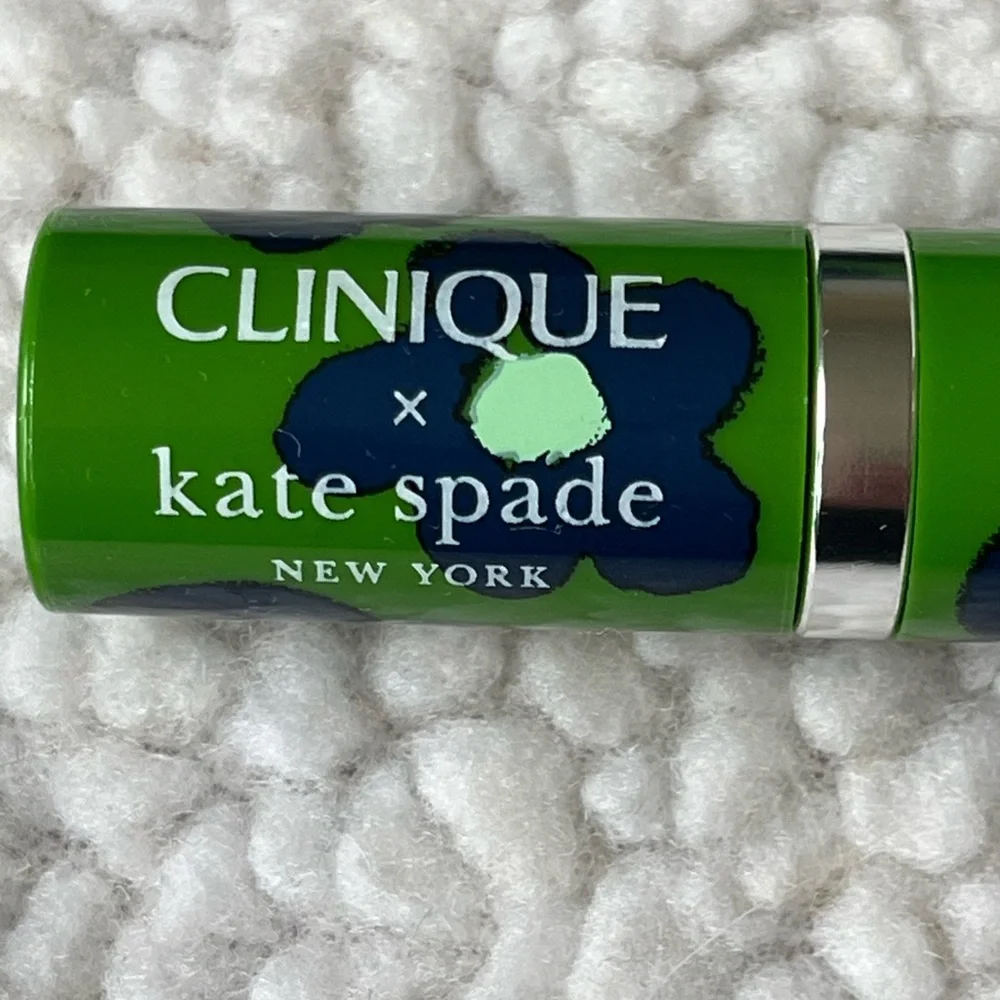 CLINIQUE
×
kate spade
NEW YORK